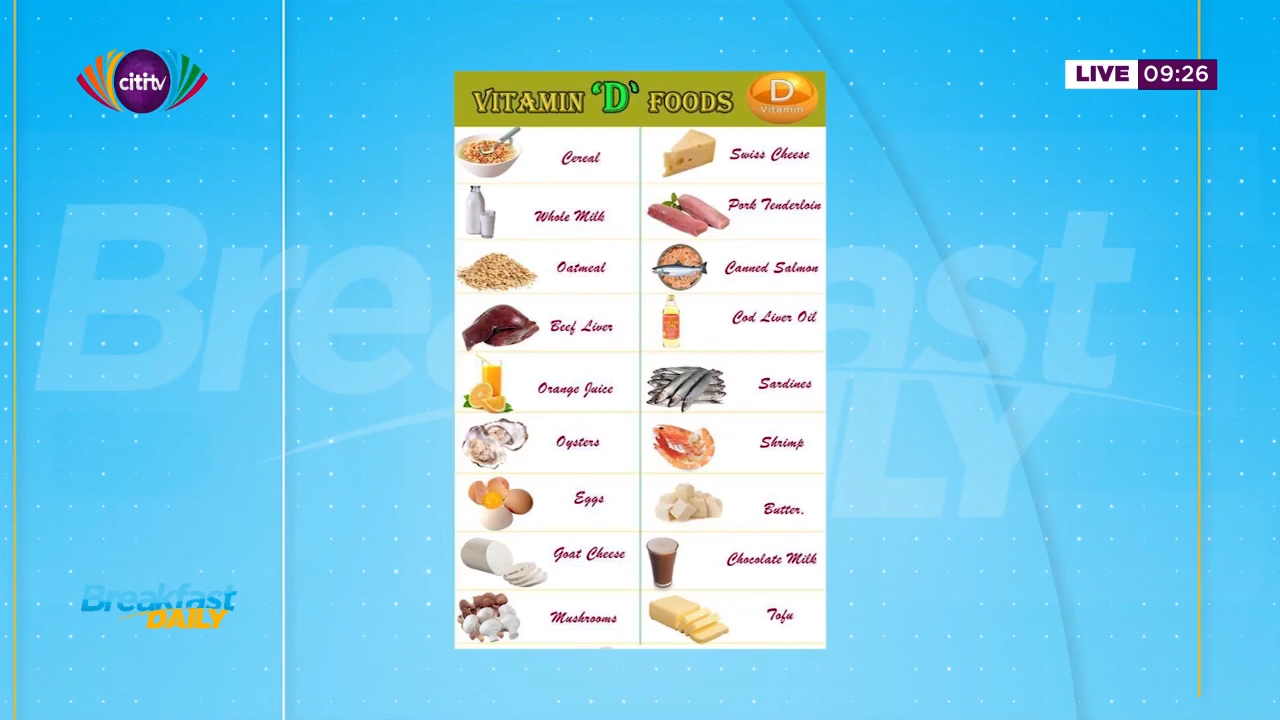 citi tv
LIVE 09:26
VITAMIN 'D' FOODS
D
Vitamin
Cereal
Swiss Cheese
Whole Milk
Pork Tenderloin
Oatmeal
Canned Salmon
Beef Liver
Cod Liver Oil
Orange Juice
Sardines
Oysters
Shrimp
Eggs
Butter.
Goat Cheese
Chocolate Milk
Mushrooms
Tofu
Breakfast
DAILY